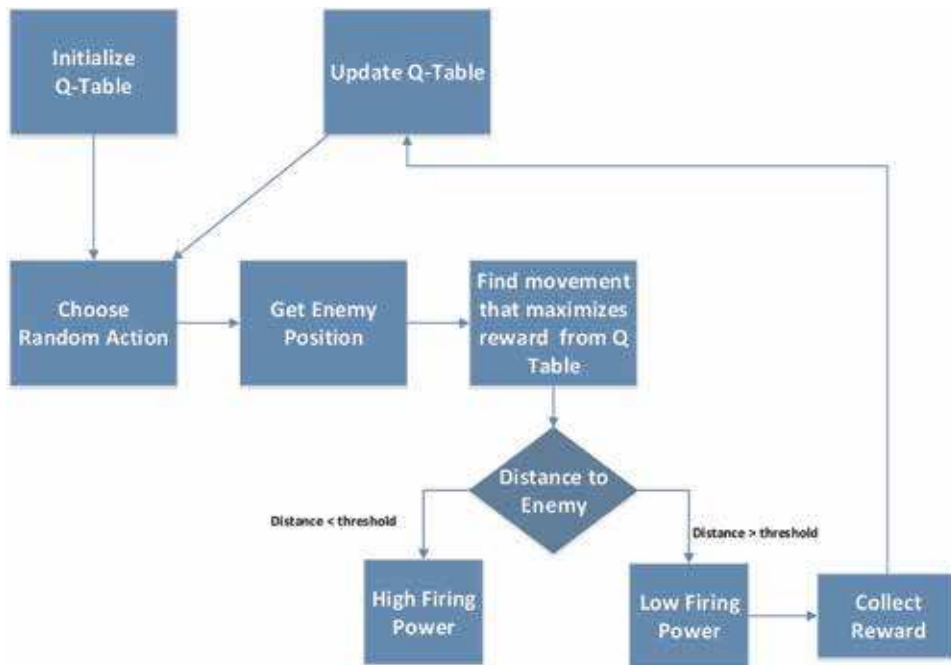 Initialize
Q-Table
Update Q-Table
Choose
Random Action
Get Enemy
Position
Find movement
that maximizes
reward from Q
Table
Distance to
Enemy
Distance < threshold
Distance > threshold
High Firing
Power
Low Firing
Power
Collect
Reward